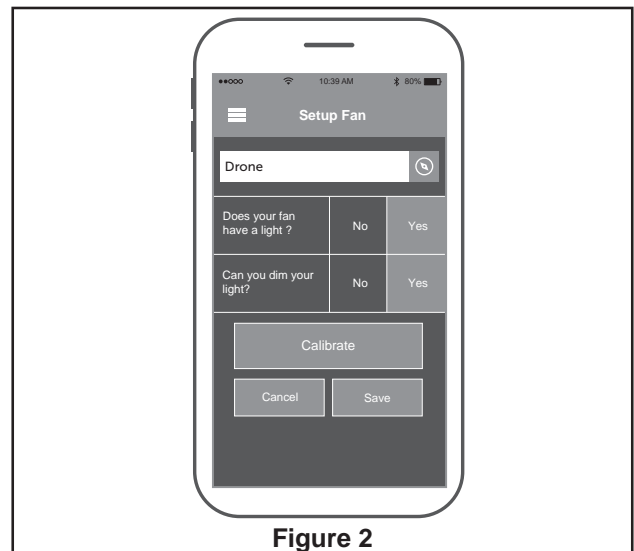 10:39 AM 80%
Setup Fan
Drone
Does your fan
have a light ?
No
Yes
Can you dim your
light?
No
Yes
Calibrate
Cancel
Save
Figure 2